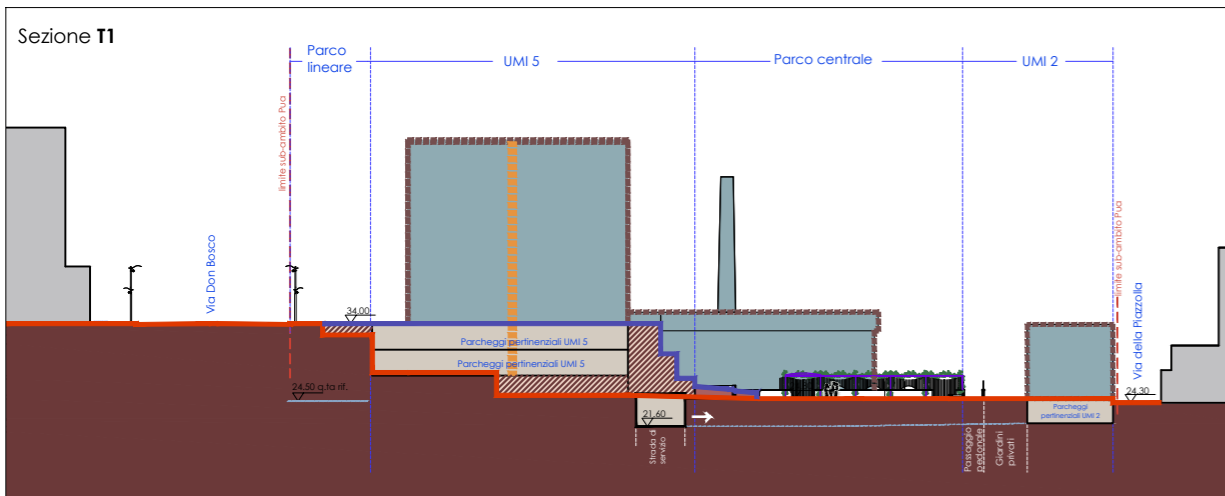 Sezione T1
Parco
lineare
UMI 5
Parco centrale
UMI 2
limite sub-ambito Pua
limite sub-ambito Pua
Via Don Bosco
Via della Piazzolla
34,00
Parcheggi pertinenziali UMI 5
Parcheggi pertinenziali UMI 5
24,50 q.ta rif.
24,30
21,60
Parcheggi
pertinenziali UMI 2
Strada di
servizio
Passaggio
pedonale
Giardini
privati